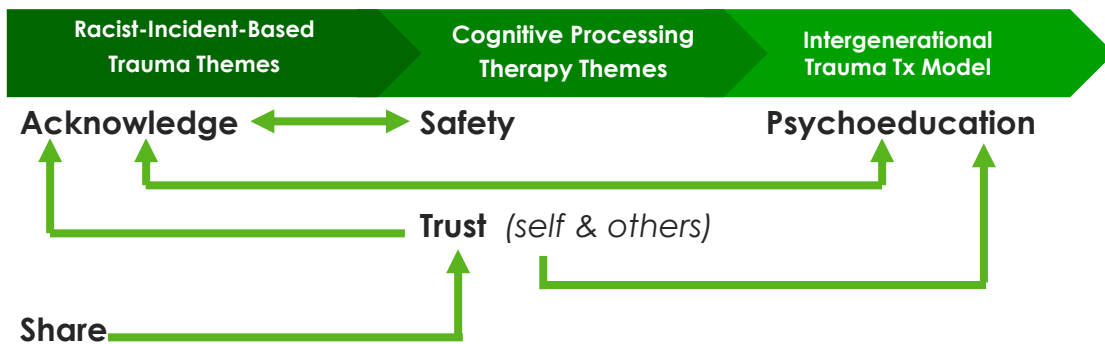 Racist-Incident-Based
Trauma Themes
Cognitive Processing
Therapy Themes
Intergenerational
Trauma Tx Model
Acknowledge
Safety
Psychoeducation
Trust (self & others)
Share